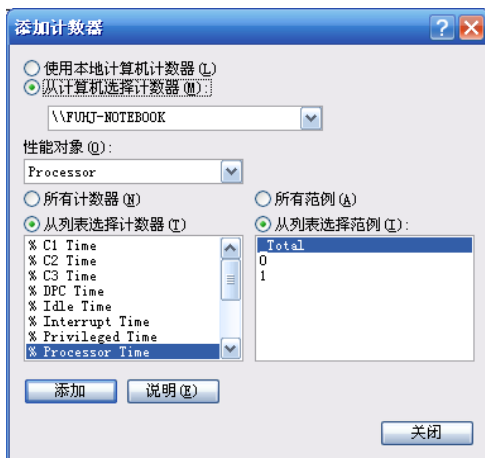 添加计数器
使用本地计算机计数器(L)
从计算机选择计数器(M):
\\FUHJ-NOTEBOOK
性能对象(O):
Processor
所有计数器(N)
所有范例(A)
从列表选择计数器(T)
从列表选择范例(I):
% C1 Time
% C2 Time
% C3 Time
% DPC Time
% Idle Time
% Interrupt Time
% Privileged Time
% Processor Time
_Total
0
1
添加
说明(E)
关闭